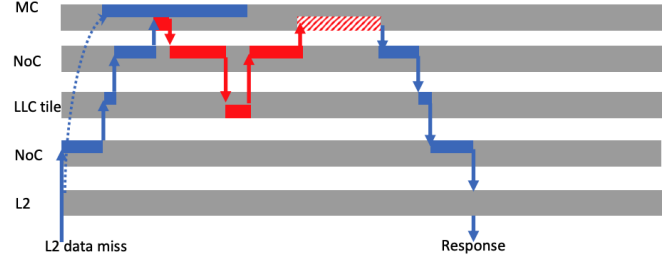 MC
NoC
LLC tile
NoC
L2
L2 data miss
Response